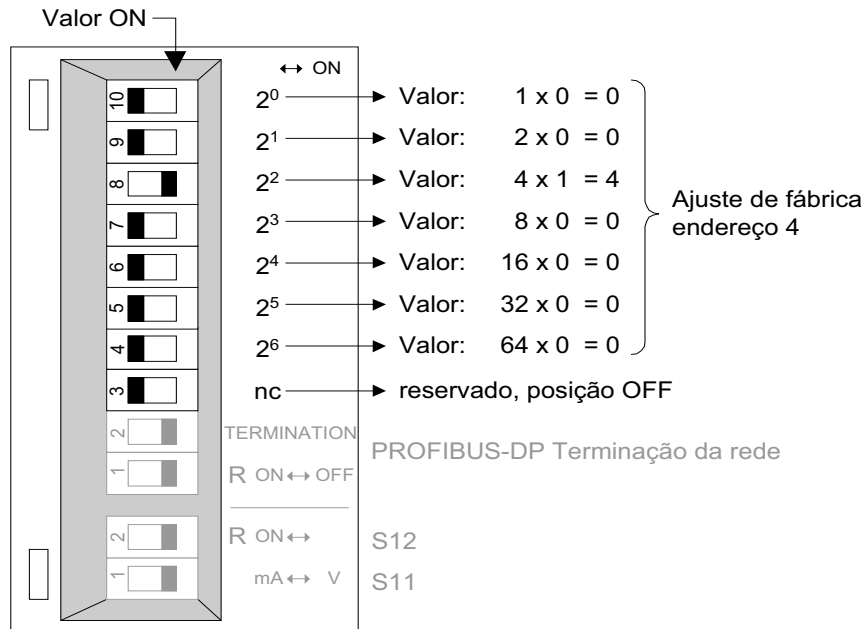 Valor ON
↔ ON
10 2⁰ Valor: 1 x 0 = 0
9 2¹ Valor: 2 x 0 = 0
8 2² Valor: 4 x 1 = 4
7 2³ Valor: 8 x 0 = 0
6 2⁴ Valor: 16 x 0 = 0
5 2⁵ Valor: 32 x 0 = 0
4 2⁶ Valor: 64 x 0 = 0
Ajuste de fábrica
endereço 4
3 nc reservado, posição OFF
2 TERMINATION
1 R ON ↔ OFF
PROFIBUS-DP Terminação da rede
2 R ON ↔ S12
1 mA ↔ V S11